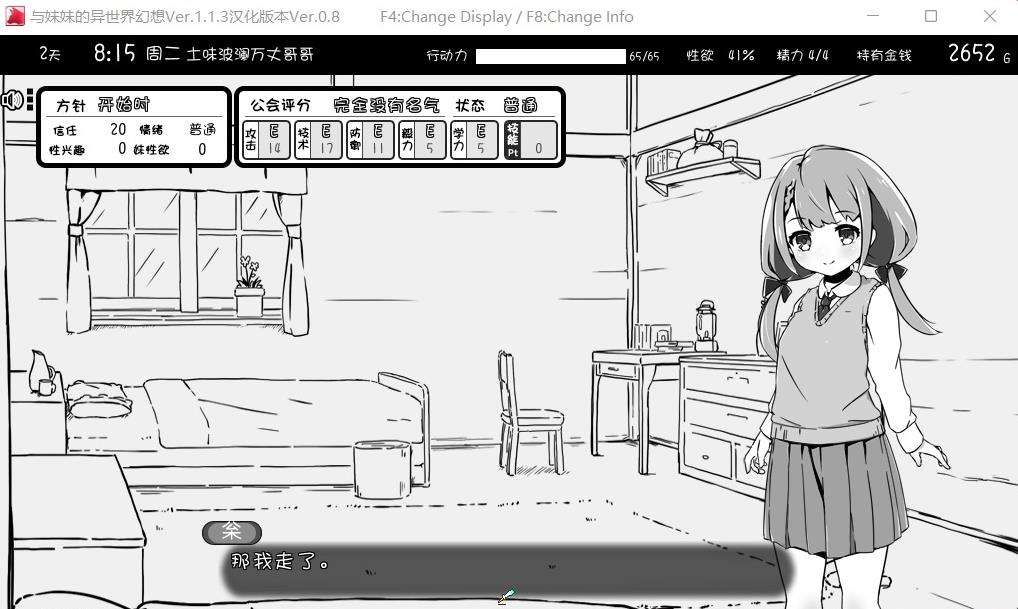 与妹妹的异世界幻想Ver.1.1.3汉化版本Ver.0.8 F4:Change Display / F8:Change Info
2天 8:15 周二 土味波澜万丈哥哥 行动力 65/65 性欲 41% 精力 4/4 持有金钱 2652 G
方针 开始时
信任 20 情绪 普通
性兴趣 0 妹性欲 0
公会评分 完全没有名气 状态 普通
攻击 E 14 技术 E 17 防御 E 11 毅力 E 5 学力 E 5 技能Pt 0
那我走了。